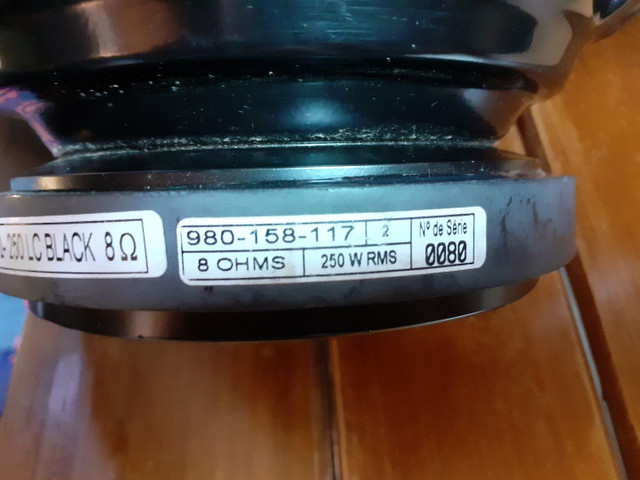 250 LC BLACK 8 Ω
980-158-117 2
8 OHMS 250 W RMS
Nº de Série
0080